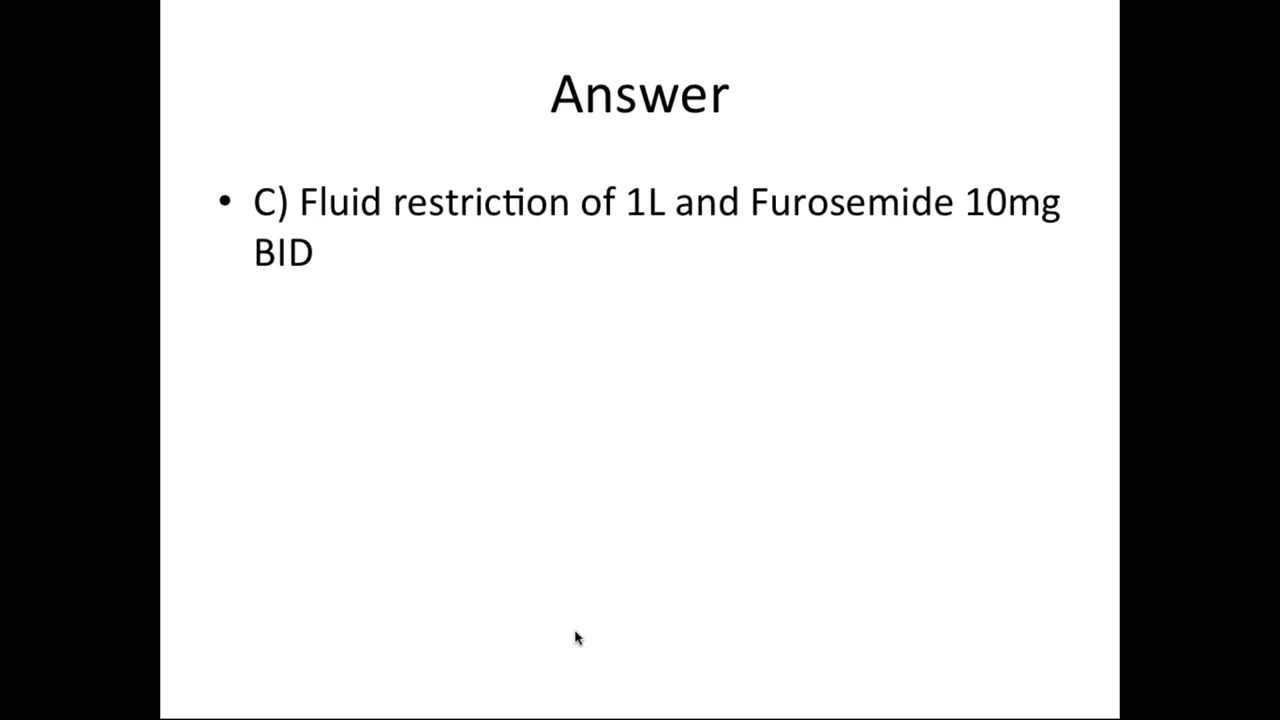 Answer
• C) Fluid restriction of 1L and Furosemide 10mg
BID